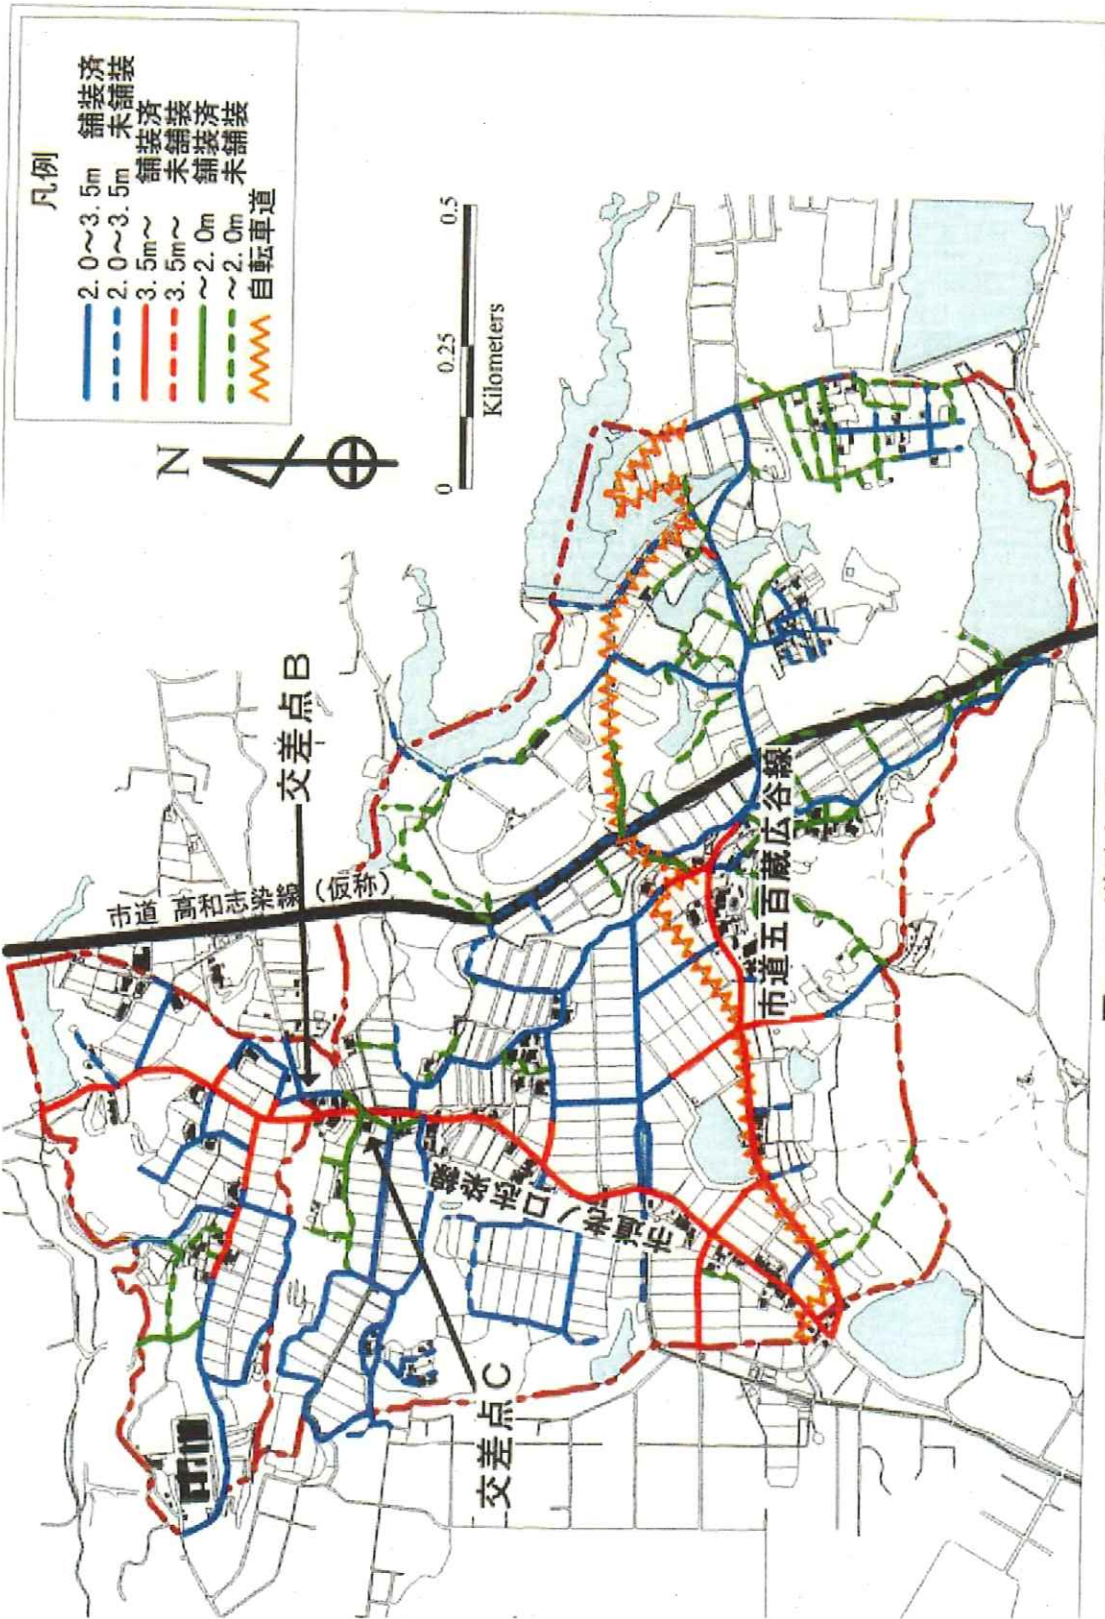 凡例
2.0～3.5m 舗装済
2.0～3.5m 未舗装
3.5m～ 舗装済
3.5m～ 未舗装
～2.0m 舗装済
～2.0m 未舗装
自転車道
N
0 0.25 0.5
Kilometers
交差点B
市道 高和志染線（仮称）
市道五百蔵広谷線
交差点C